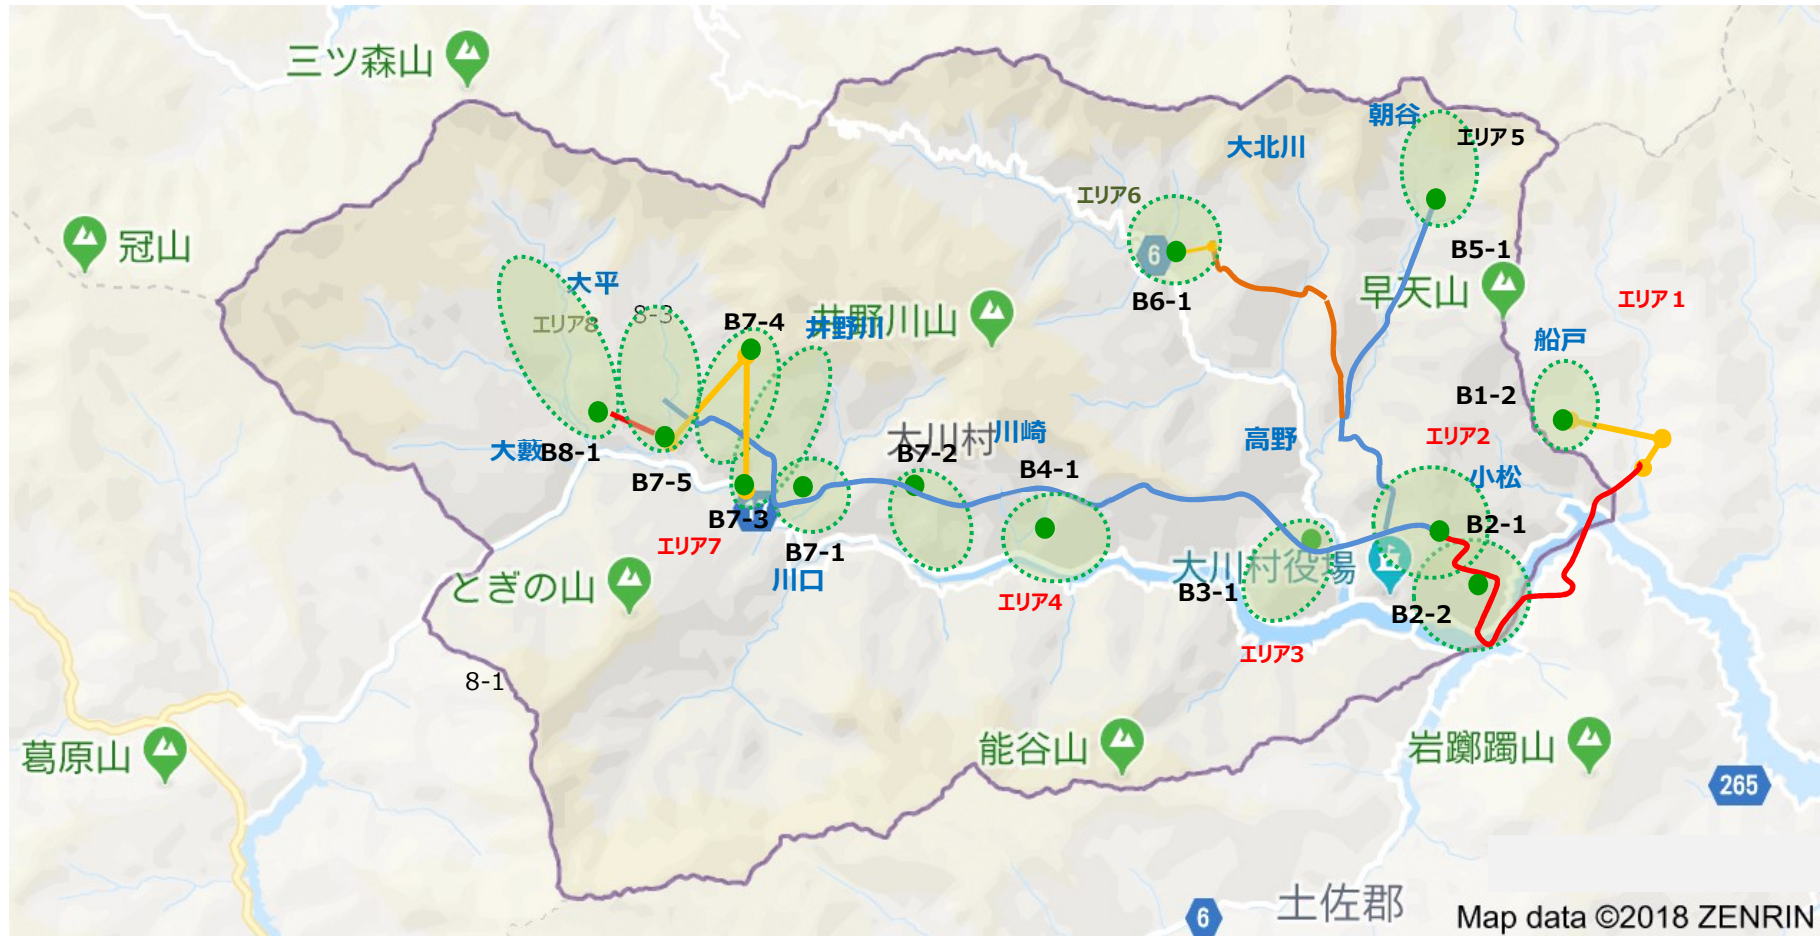 三ツ森山
朝谷
エリア5
大北川
エリア6
冠山
6
B5-1
大平
B6-1
早天山
エリア1
エリア8
8-3
B7-4
井野川
井野川山
船戸
B1-2
大藪
B8-1
大川村
川崎
高野
エリア2
B7-5
B7-2
B4-1
小松
B7-3
B2-1
エリア7
B7-1
とぎの山
川口
大川村役場
エリア4
B3-1
B2-2
エリア3
8-1
葛原山
能谷山
岩躑躅山
265
6
土佐郡
Map data ©2018 ZENRIN